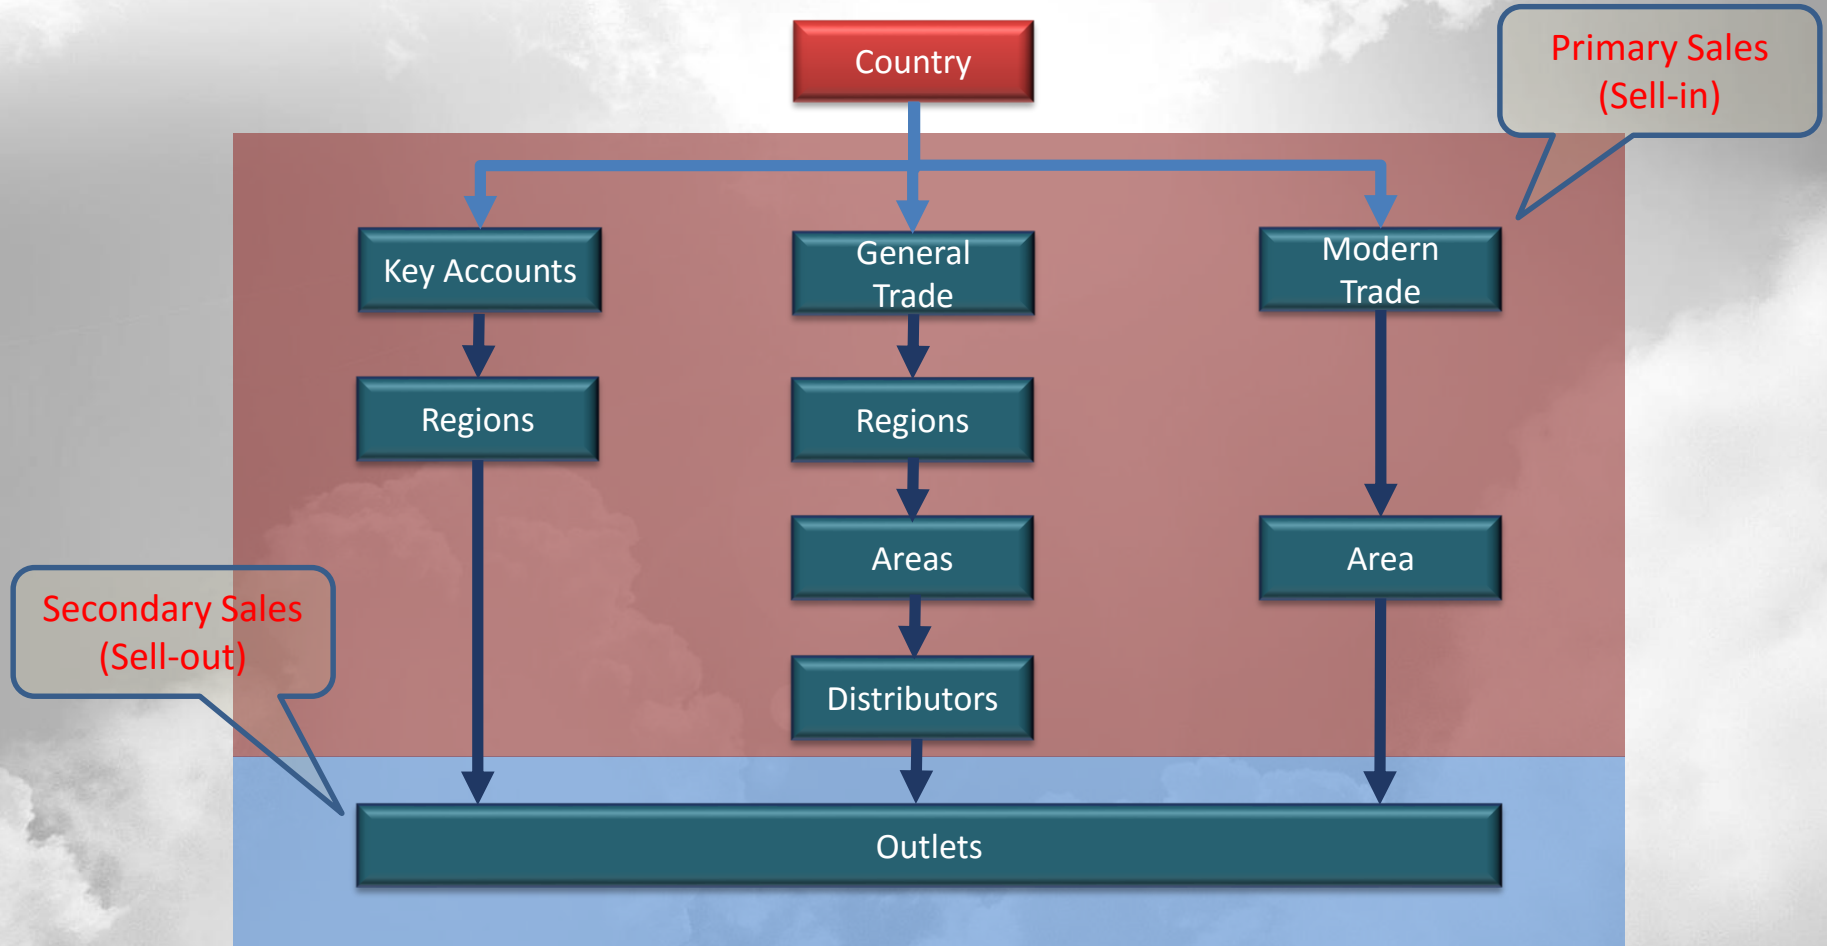 Country
Primary Sales
(Sell-in)
Key Accounts
General
Trade
Modern
Trade
Regions
Regions
Areas
Area
Secondary Sales
(Sell-out)
Distributors
Outlets